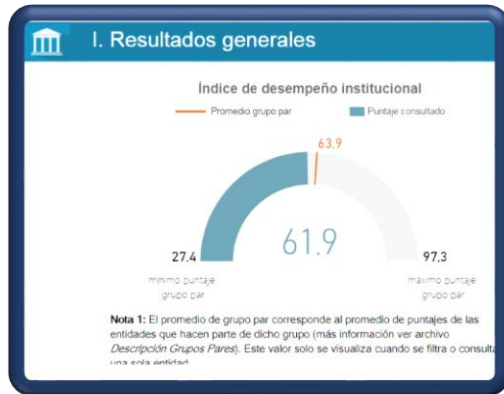 I. Resultados generales
Índice de desempeño institucional
Promedio grupo par
Puntaje consultado
63,9
61,9
27,4
97,3
mínimo puntaje
grupo par
máximo puntaje
grupo par
Nota 1: El promedio de grupo par corresponde al promedio de puntajes de las
entidades que hacen parte de dicho grupo (más información ver archivo
Descripción Grupos Pares). Este valor solo se visualiza cuando se filtra o consulta
una sola entidad